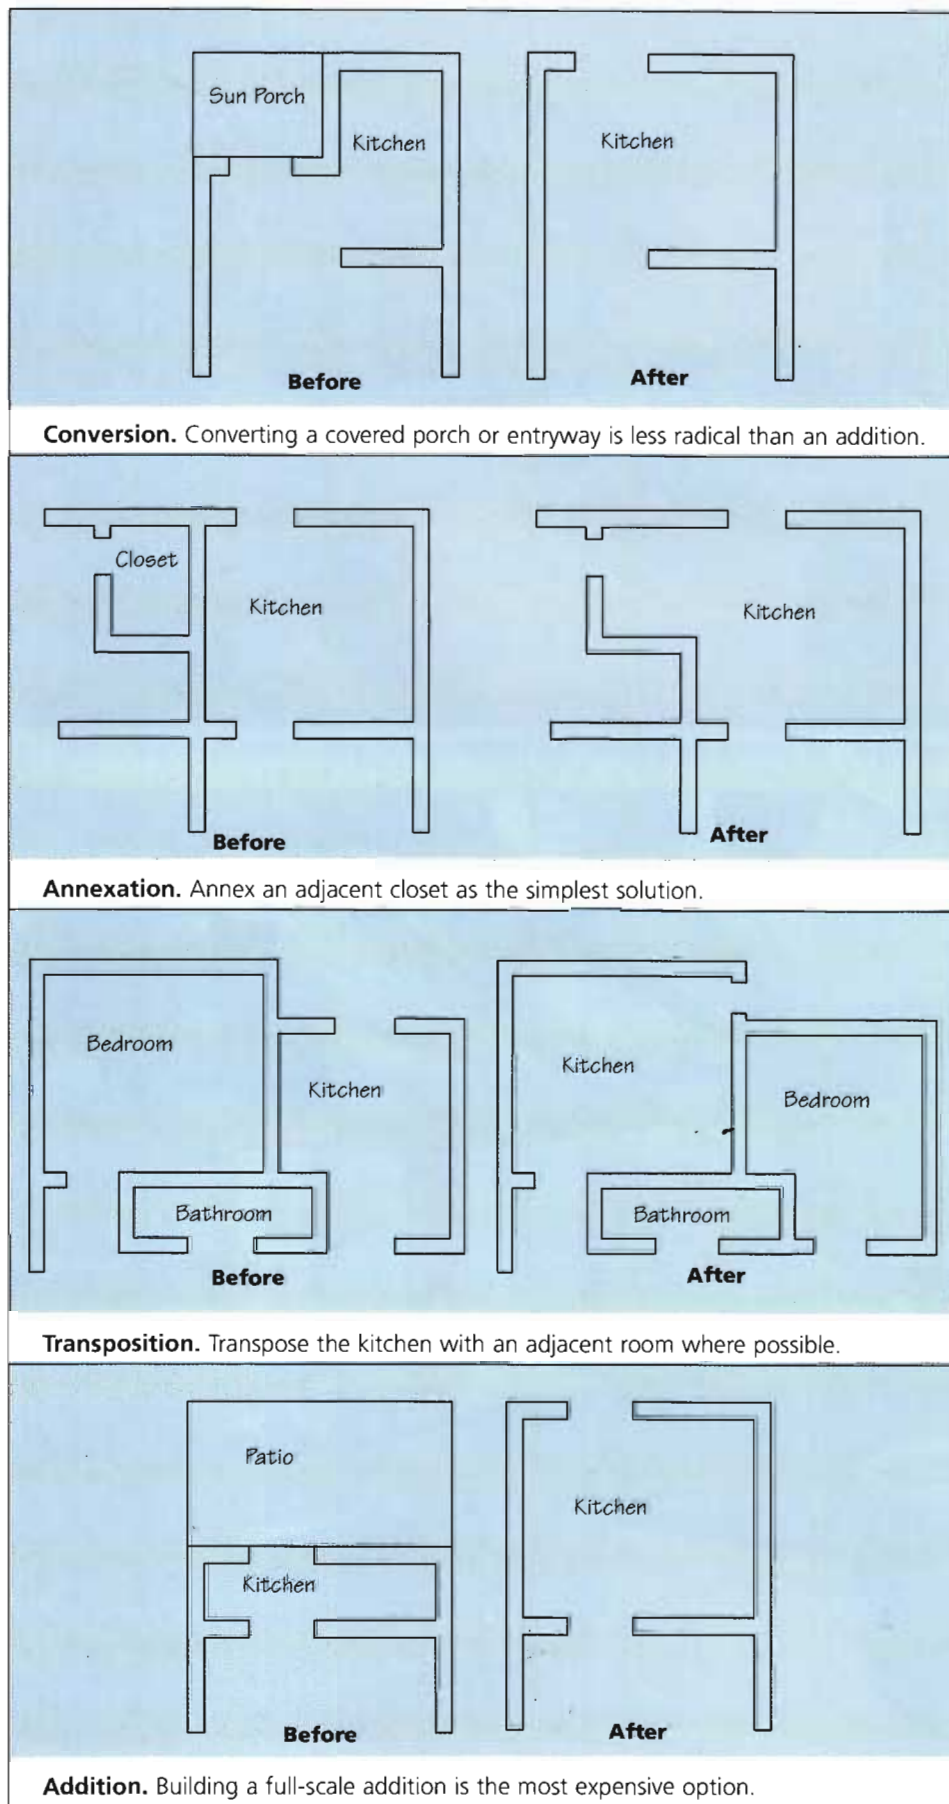 Sun Porch
Kitchen
Kitchen
Before
After
Conversion. Converting a covered porch or entryway is less radical than an addition.
Closet
Kitchen
Kitchen
Before
After
Annexation. Annex an adjacent closet as the simplest solution.
Bedroom
Kitchen
Bathroom
Kitchen
Bedroom
Bathroom
Before
After
Transposition. Transpose the kitchen with an adjacent room where possible.
Patio
Kitchen
Kitchen
Before
After
Addition. Building a full-scale addition is the most expensive option.